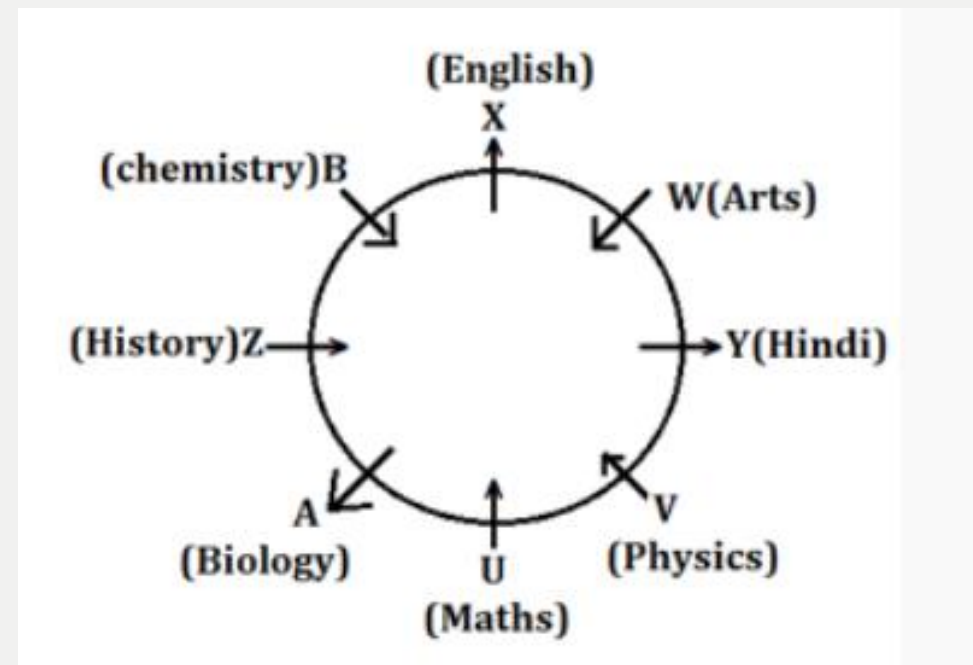 (English)
X
(chemistry)B
W(Arts)
(History)Z
Y(Hindi)
A
(Biology)
U
(Maths)
V
(Physics)